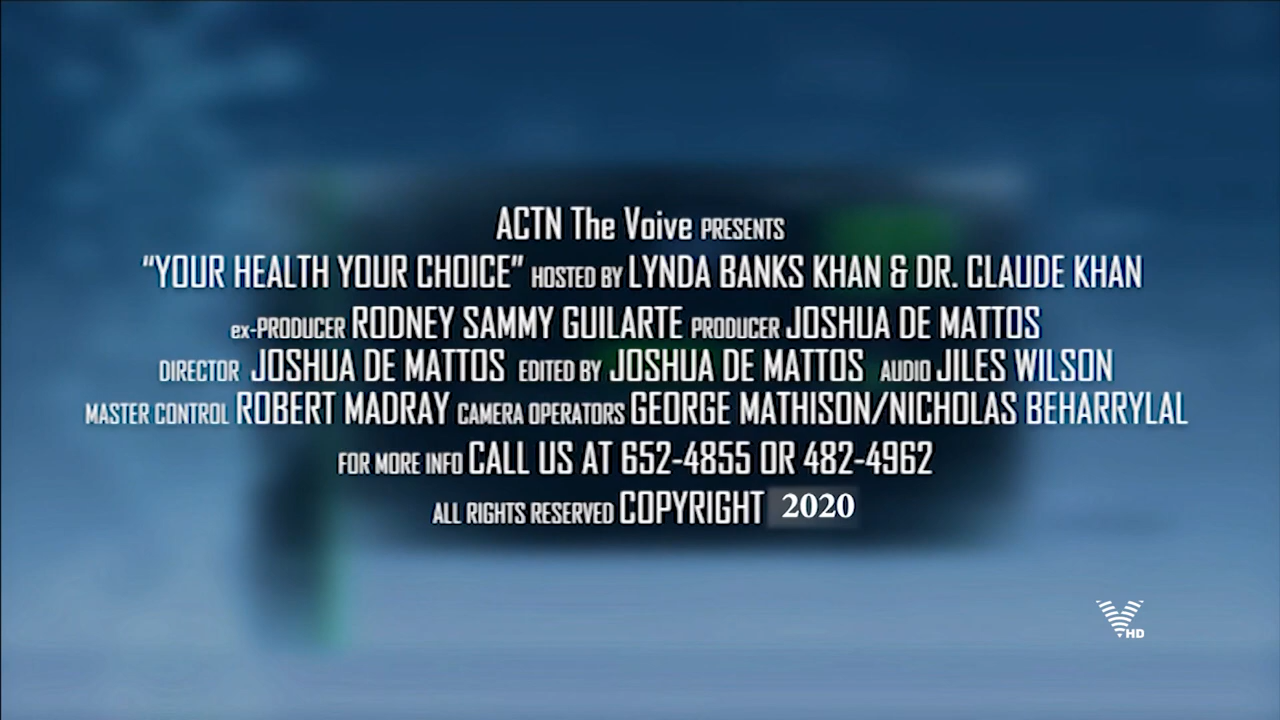 ACTN The Voive PRESENTS
“YOUR HEALTH YOUR CHOICE” HOSTED BY LYNDA BANKS KHAN & DR. CLAUDE KHAN
ex-PRODUCER RODNEY SAMMY GUILARTE PRODUCER JOSHUA DE MATTOS
DIRECTOR JOSHUA DE MATTOS EDITED BY JOSHUA DE MATTOS AUDIO JILES WILSON
MASTER CONTROL ROBERT MADRAY CAMERA OPERATORS GEORGE MATHISON/NICHOLAS BEHARRYLAL
FOR MORE INFO CALL US AT 652-4855 OR 482-4962
ALL RIGHTS RESERVED COPYRIGHT 2020
HD